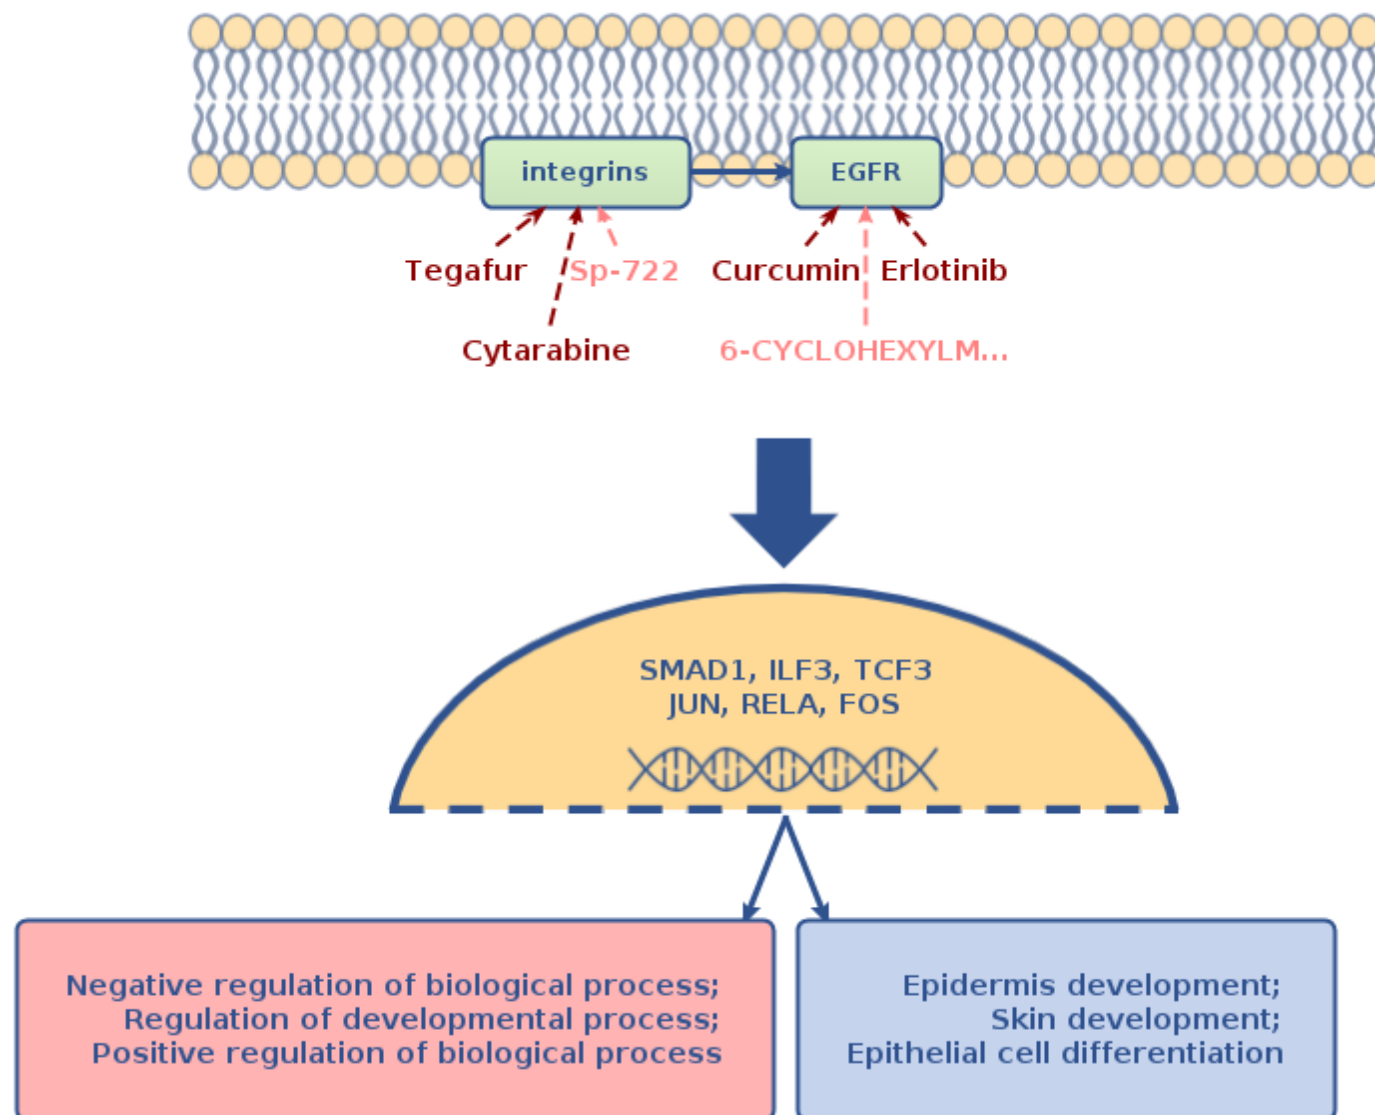 integrins
EGFR
Tegafur
Sp-722
Curcumin
Erlotinib
Cytarabine
6-CYCLOHEXYLM...
SMAD1, ILF3, TCF3
JUN, RELA, FOS
Negative regulation of biological process;
Regulation of developmental process;
Positive regulation of biological process
Epidermis development;
Skin development;
Epithelial cell differentiation